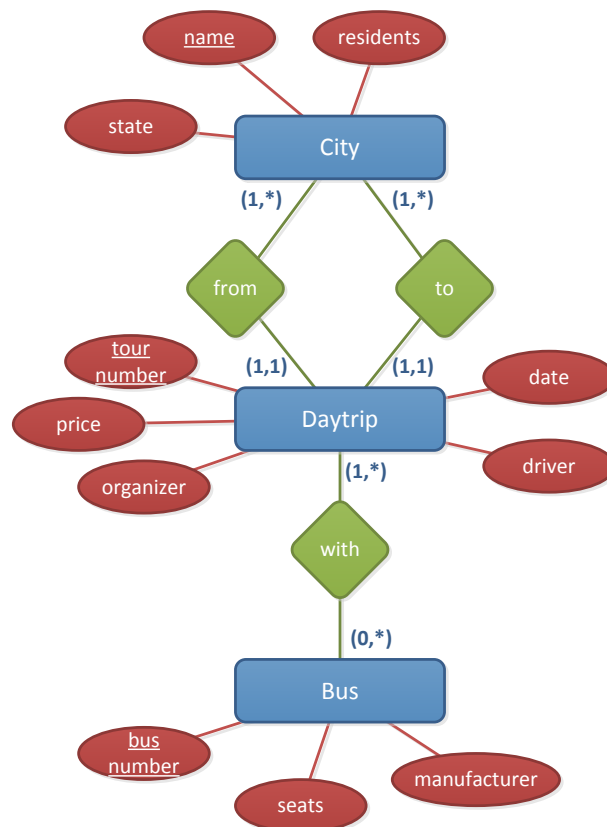 name
residents
state
City
(1,*)
(1,*)
from
to
(1,1)
(1,1)
tour
number
date
price
Daytrip
organizer
driver
(1,*)
with
(0,*)
Bus
bus
number
seats
manufacturer